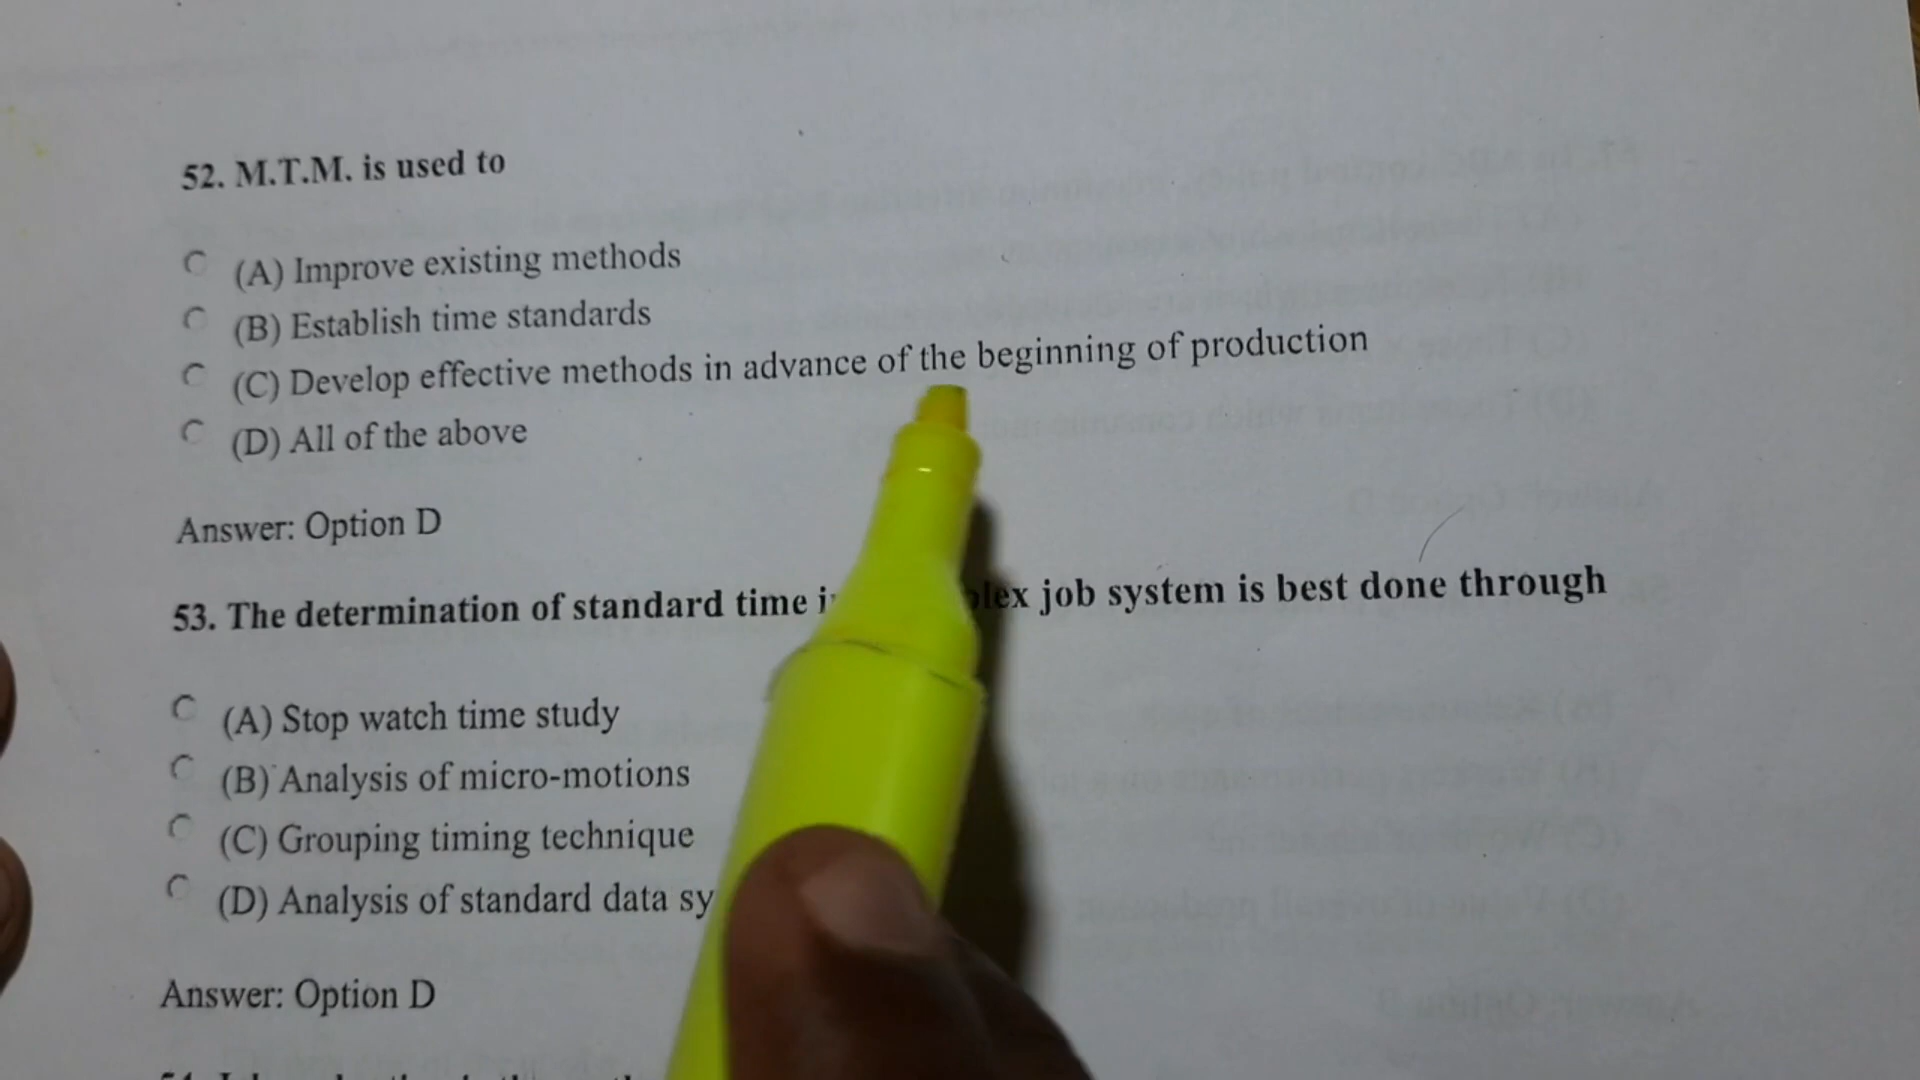 52. M.T.M. is used to
(A) Improve existing methods
(B) Establish time standards
(C) Develop effective methods in advance of the beginning of production
(D) All of the above
Answer: Option D
53. The determination of standard time job system is best done through
(A) Stop watch time study
(B) Analysis of micro-motions
(C) Grouping timing technique
(D) Analysis of standard data
Answer: Option D